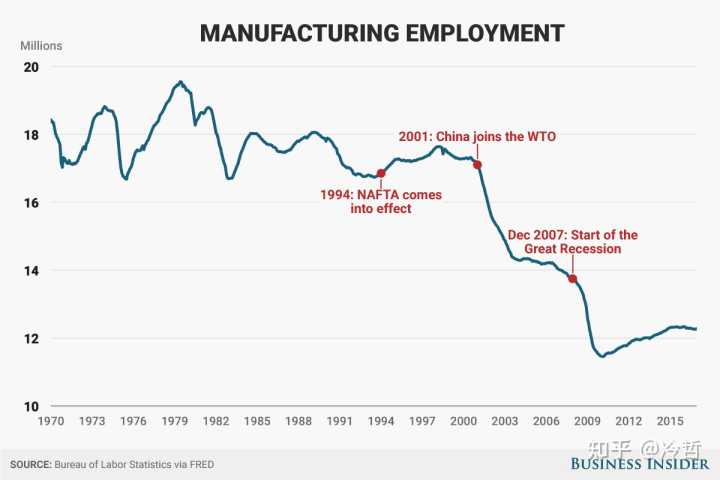 MANUFACTURING EMPLOYMENT
Millions
20
18
16
14
12
10
2001: China joins the WTO
1994: NAFTA comes
into effect
Dec 2007: Start of the
Great Recession
1970 1973 1976 1979 1982 1985 1988 1991 1994 1997 2000 2003 2006 2009 2012 2015
知乎 @冷哲
SOURCE: Bureau of Labor Statistics via FRED
BUSINESS INSIDER